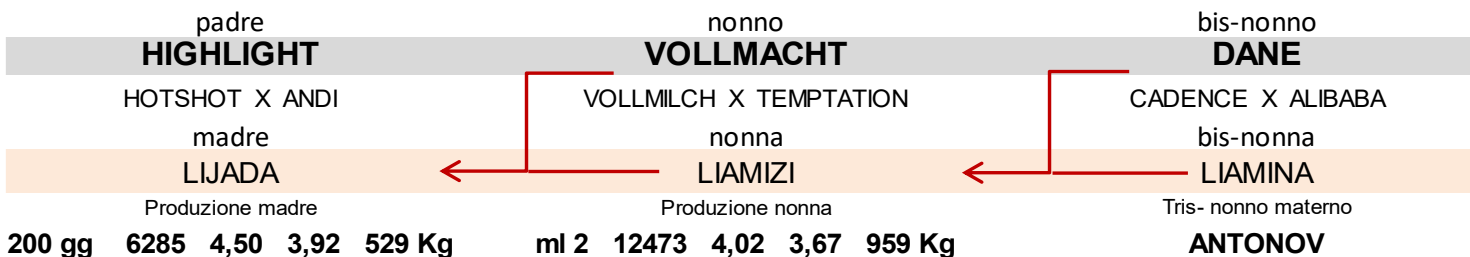 padre nonno bis-nonno
HIGHLIGHT VOLLMACHT DANE
HOTSHOT X ANDI VOLLMILCH X TEMPTATION CADENCE X ALIBABA
madre nonna bis-nonna
LIJADA LIAMIZI LIAMINA
Produzione madre Produzione nonna Tris- nonno materno
200 gg 6285 4,50 3,92 529 Kg ml 2 12473 4,02 3,67 959 Kg ANTONOV